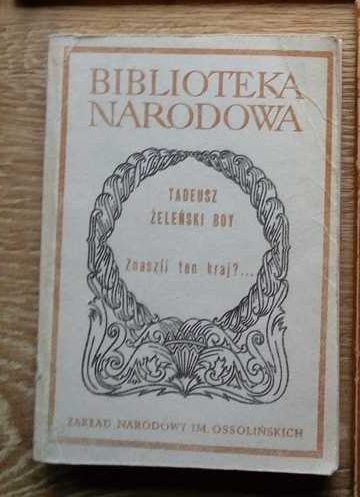 BIBLIOTEKA
NARODOWA
TADEUSZ
ŻELEŃSKI BOY
Znaszli ten kraj?...
ZAKŁAD NARODOWY IM. OSSOLIŃSKICH